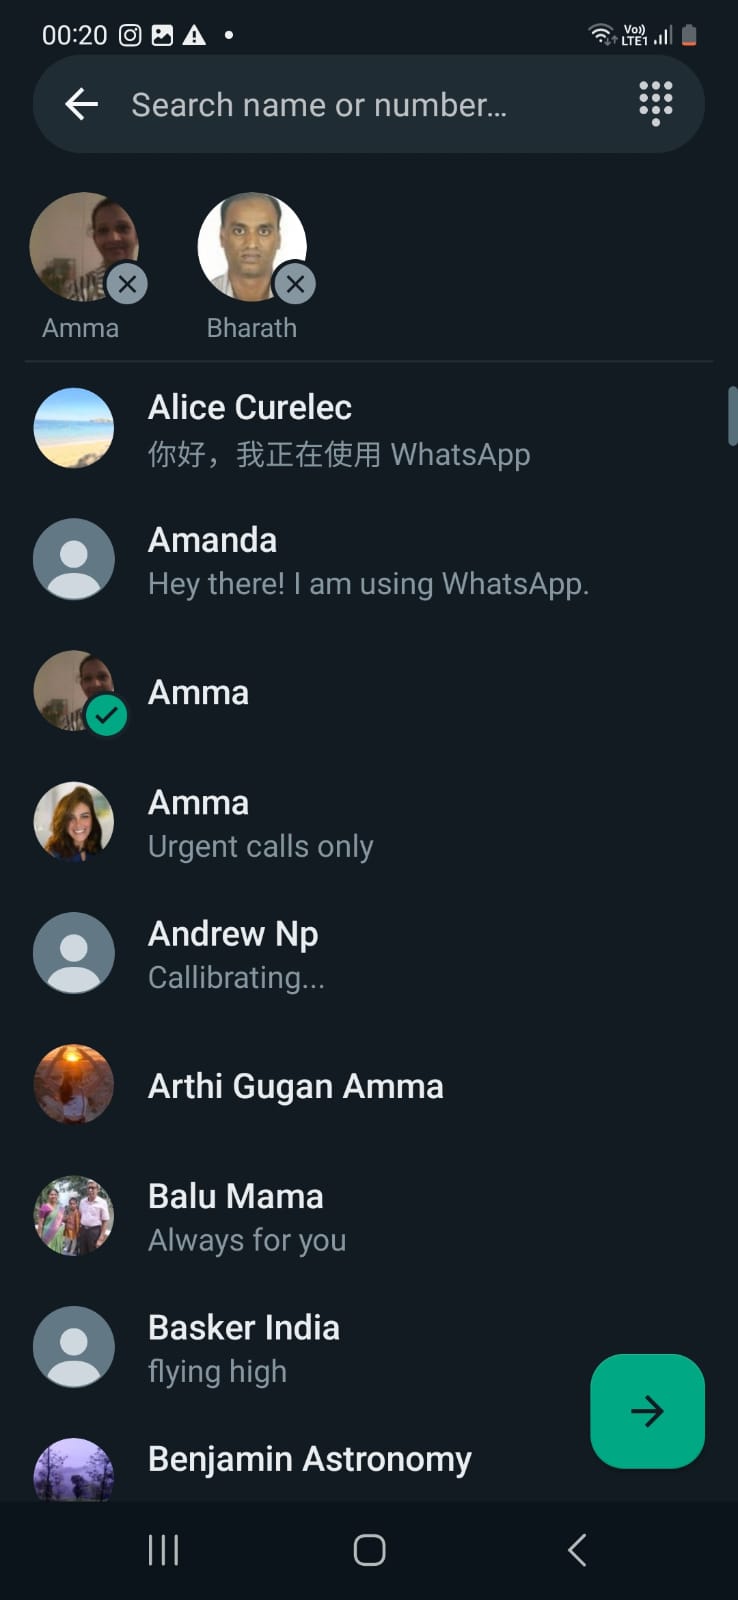 00:20
Vo))
LTE1
Search name or number...
Amma
Bharath
Alice Curelec
你好，我正在使用 WhatsApp
Amanda
Hey there! I am using WhatsApp.
Amma
Amma
Urgent calls only
Andrew Np
Callibrating...
Arthi Gugan Amma
Balu Mama
Always for you
Basker India
flying high
Benjamin Astronomy